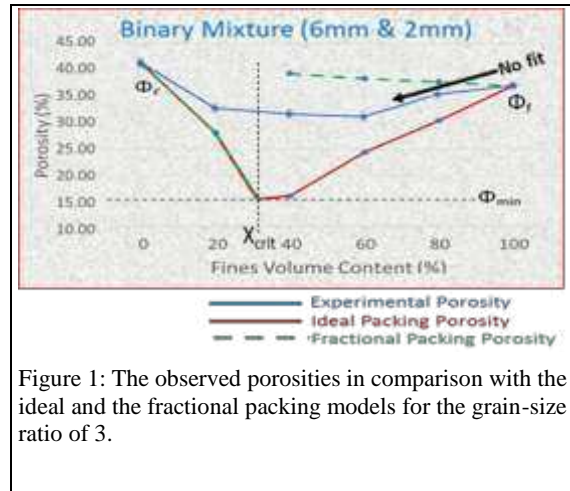 Binary Mixture (6mm & 2mm)
45.00
40.00
35.00
30.00
25.00
20.00
15.00
10.00
Porosity (%)
Φc
No fit
Φf
Φmin
0
20
Xcrit
40
60
80
100
Fines Volume Content (%)
Experimental Porosity
Ideal Packing Porosity
Fractional Packing Porosity
Figure 1: The observed porosities in comparison with the
ideal and the fractional packing models for the grain-size
ratio of 3.